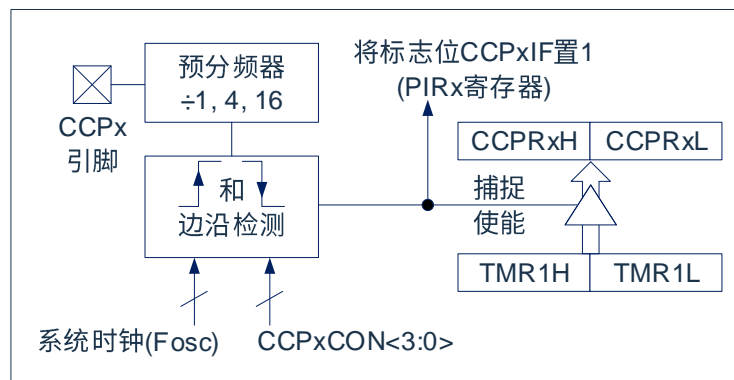 预分频器
÷1, 4, 16
CCPx
引脚
将标志位CCPxIF置1
(PIRx寄存器)
CCPRxH
CCPRxL
和
边沿检测
捕捉
使能
TMR1H
TMR1L
系统时钟(Fosc)
CCPxCON<3:0>